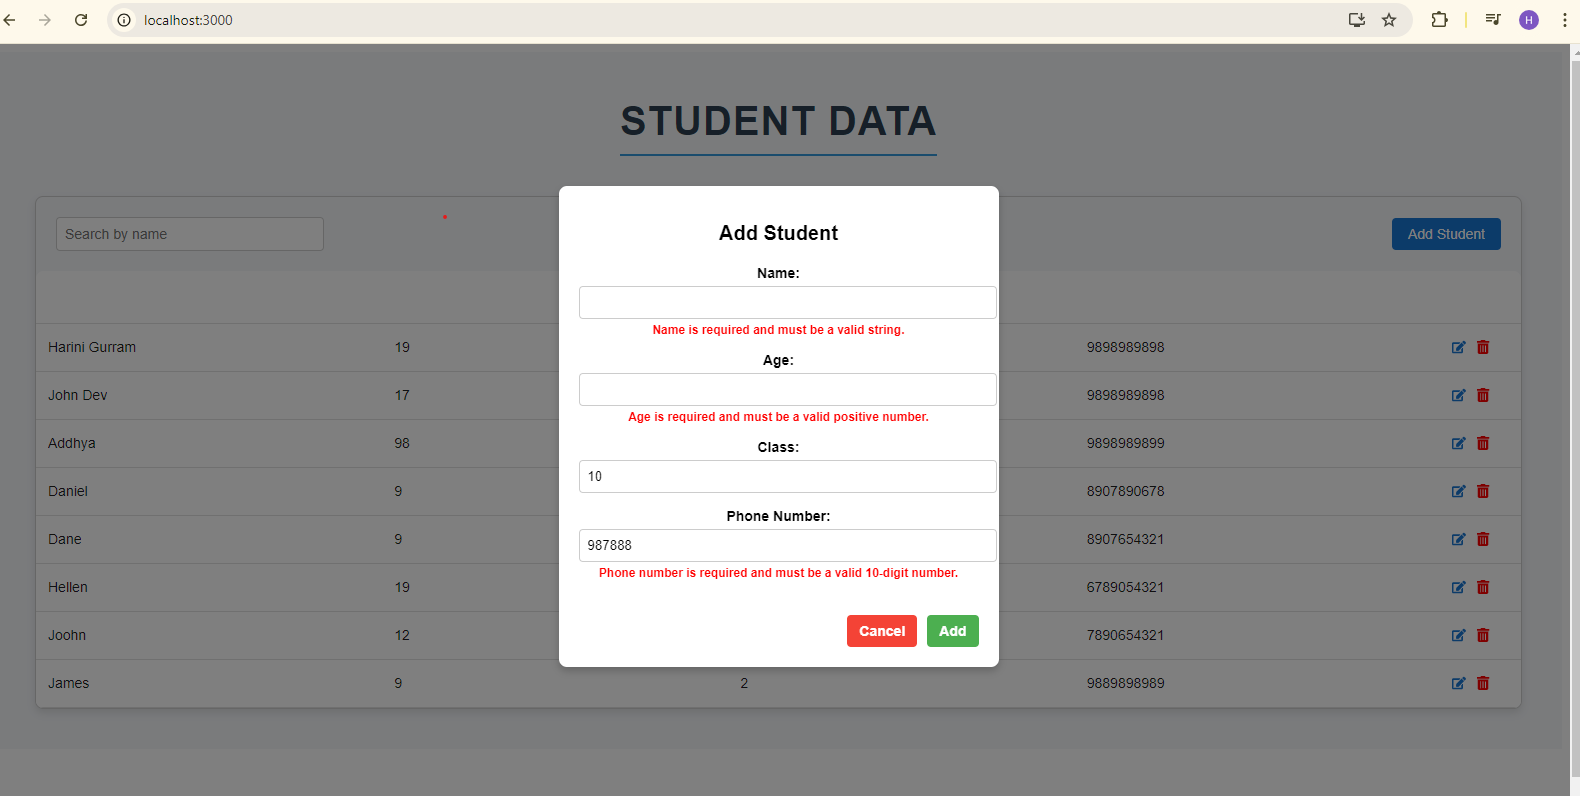 localhost:3000
H
STUDENT DATA
Search by name
Add Student
Add Student
Name:
Name is required and must be a valid string.
Age:
Age is required and must be a valid positive number.
Class:
10
Phone Number:
987888
Phone number is required and must be a valid 10-digit number.
Cancel Add
Harini Gurram 19 9898989898
John Dev 17 9898989898
Addhya 98 9898989899
Daniel 9 8907890678
Dane 9 8907654321
Hellen 19 6789054321
Joohn 12 7890654321
James 9 2 9889898989